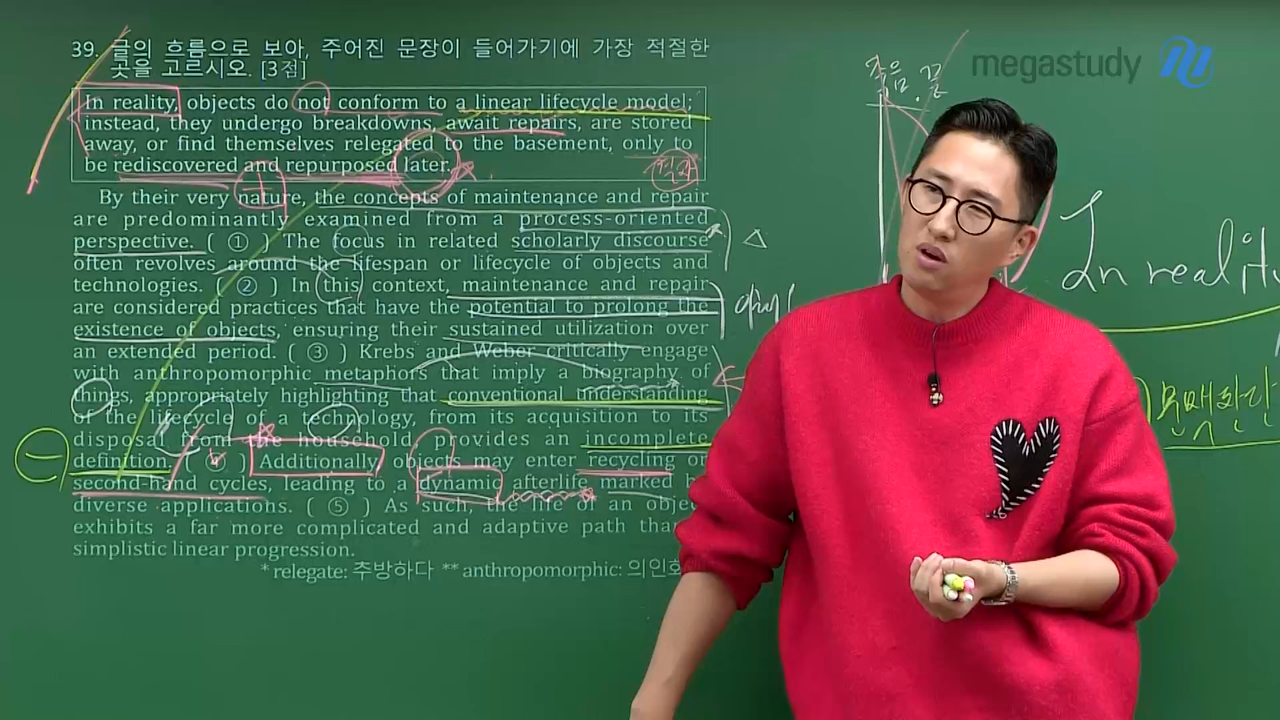 megastudy
39. 글의 흐름으로 보아, 주어진 문장이 들어가기에 가장 적절한
곳을 고르시오. [3점]
In reality, objects do not conform to a linear lifecycle model;
instead, they undergo breakdowns, await repairs, are stored
away, or find themselves relegated to the basement, only to
be rediscovered and repurposed later.
By their very nature, the concepts of maintenance and repair
are predominantly examined from a process-oriented
perspective. ( ① ) The focus in related scholarly discourse
often revolves around the lifespan or lifecycle of objects and
technologies. ( ② ) In this context, maintenance and repair
are considered practices that have the potential to prolong the
existence of objects, ensuring their sustained utilization over
an extended period. ( ③ ) Krebs and Weber critically engage
with anthropomorphic metaphors that imply a biography of
things, appropriately highlighting that conventional understanding
of the lifecycle of a technology, from its acquisition to its
disposal from the household, provides an incomplete
definition. ( ④ ) Additionally, objects may enter recycling or
second-hand cycles, leading to a dynamic afterlife marked
diverse applications. ( ⑤ ) As such, the life of an object
exhibits a far more complicated and adaptive path than
simplistic linear progression.
* relegate: 추방하다 ** anthropomorphic: 의인화
In realit